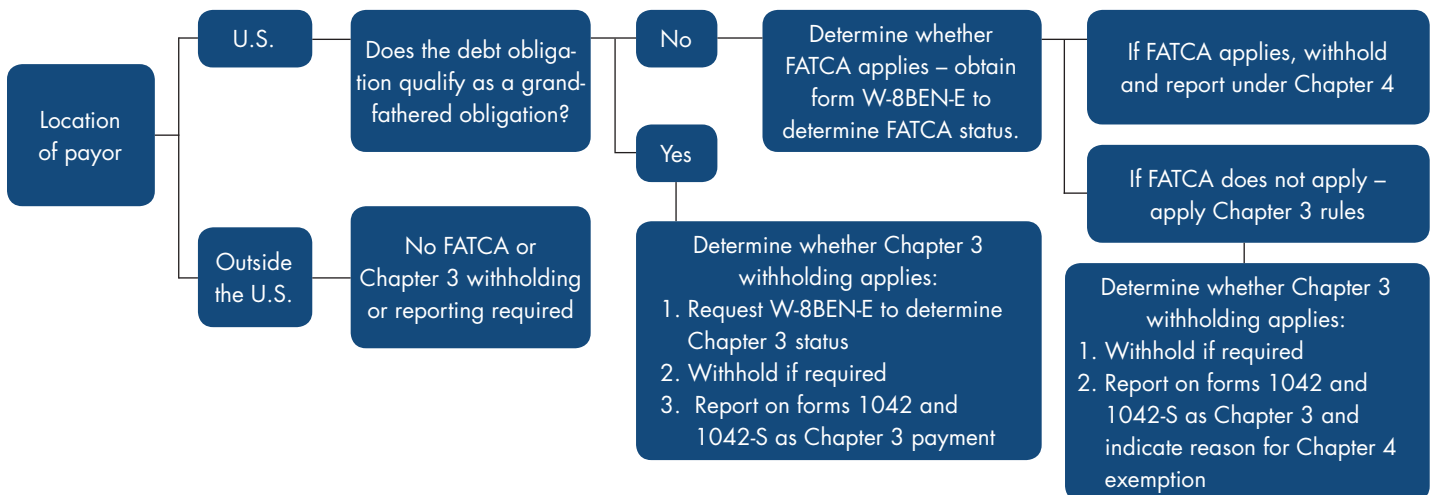 Location
of payor
U.S.
Does the debt obliga-
tion qualify as a grand-
fathered obligation?
No
Determine whether
FATCA applies – obtain
form W-8BEN-E to
determine FATCA status.
If FATCA applies, withhold
and report under Chapter 4
Yes
If FATCA does not apply –
apply Chapter 3 rules
Outside
the U.S.
No FATCA or
Chapter 3 withholding
or reporting required
Determine whether Chapter 3
withholding applies:
1. Request W-8BEN-E to determine
Chapter 3 status
2. Withhold if required
3. Report on forms 1042 and
1042-S as Chapter 3 payment
Determine whether Chapter 3
withholding applies:
1. Withhold if required
2. Report on forms 1042 and
1042-S as Chapter 3 and
indicate reason for Chapter 4
exemption